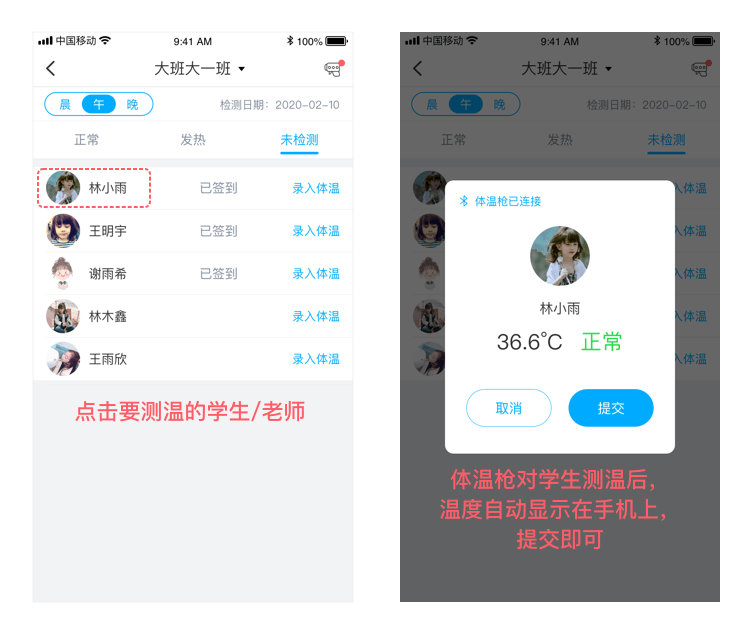 中国移动 9:41 AM 100%
大班大一班
晨 午 晚 检测日期：2020-02-10
正常 发热 未检测
林小雨 已签到 录入体温
王明宇 已签到 录入体温
谢雨希 已签到 录入体温
林木鑫 录入体温
王雨欣 录入体温
点击要测温的学生/老师
中国移动 9:41 AM 100%
大班大一班
晨 午 晚 检测日期：2020-02-10
正常 发热 未检测
入体温
体温枪已连接
入体温
入体温
林小雨
入体温
36.6°C 正常
入体温
取消 提交
体温枪对学生测温后，
温度自动显示在手机上，
提交即可